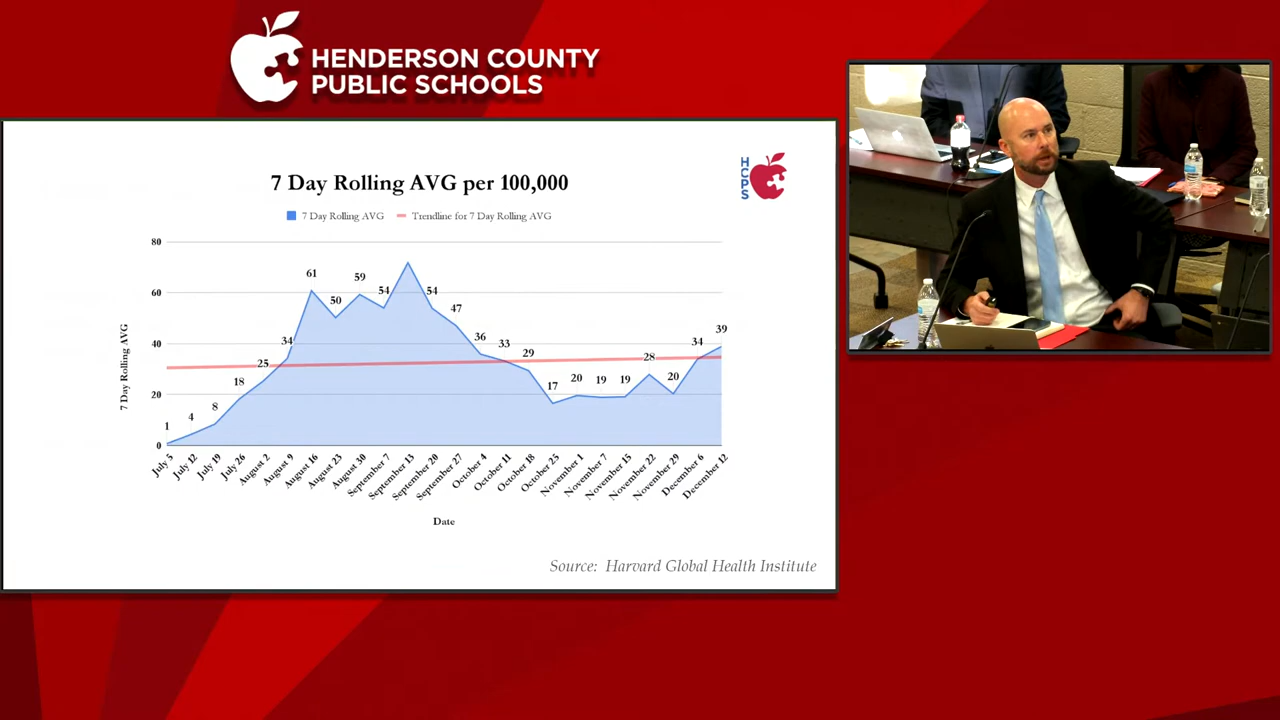 HENDERSON COUNTY
PUBLIC SCHOOLS
HCPS
7 Day Rolling AVG per 100,000
7 Day Rolling AVG
Trendline for 7 Day Rolling AVG
7 Day Rolling AVG
80
60
40
20
0
1
4
8
18
25
34
61
50
59
54
54
47
36
33
29
17
20
19
19
28
20
34
39
July 5
July 12
July 19
July 26
August 2
August 9
August 16
August 23
August 30
September 7
September 13
September 20
September 27
October 4
October 11
October 18
October 25
November 1
November 7
November 15
November 22
November 29
December 6
December 12
Date
Source: Harvard Global Health Institute